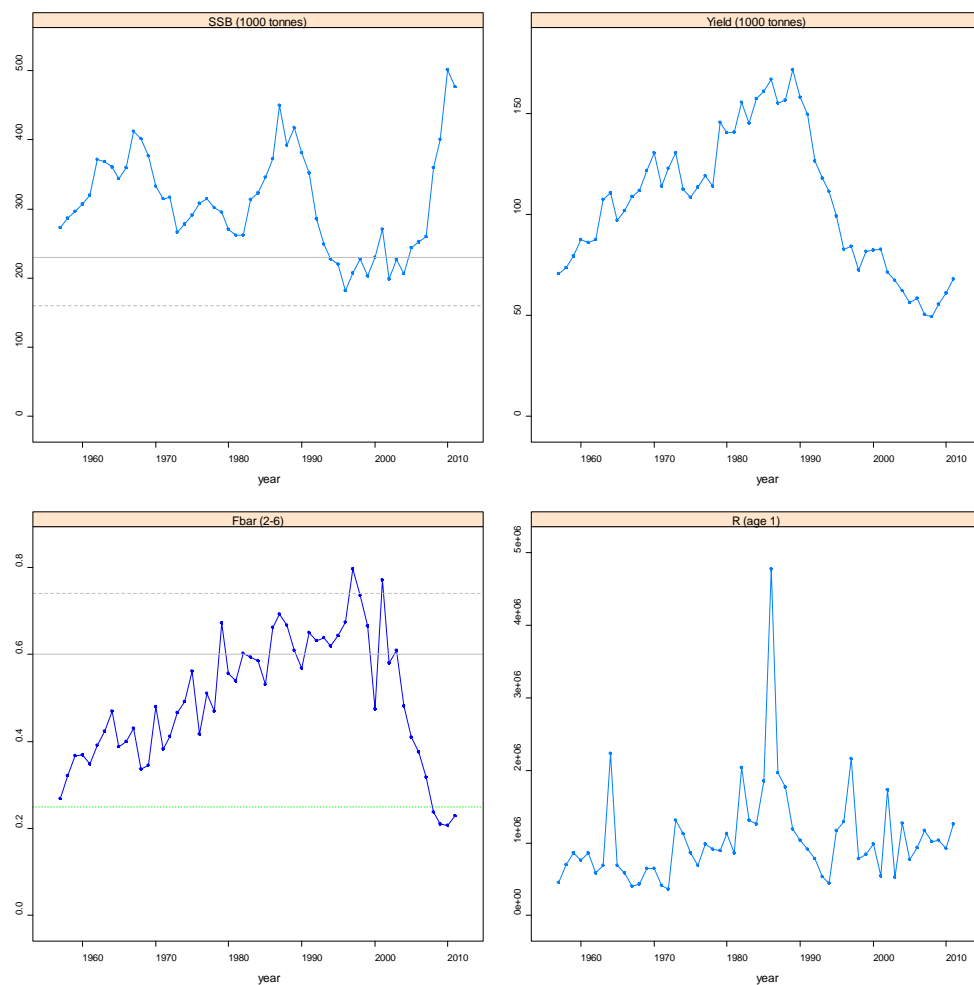 SSB (1000 tonnes)
500
400
300
200
100
0
1960 1970 1980 1990 2000 2010
year
Yield (1000 tonnes)
150
100
50
0
1960 1970 1980 1990 2000 2010
year
Fbar (2-6)
0.8
0.6
0.4
0.2
0.0
1960 1970 1980 1990 2000 2010
year
R (age 1)
5e+06
4e+06
3e+06
2e+06
1e+06
0e+00
1960 1970 1980 1990 2000 2010
year